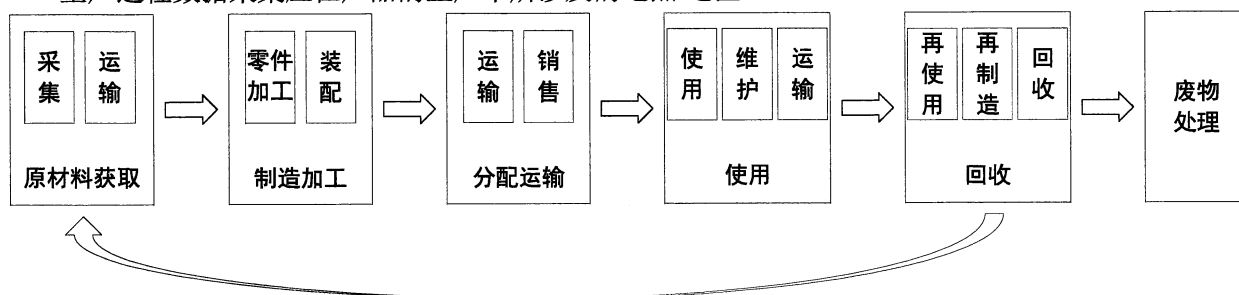 采集
运输
原材料获取
零件加工
装配
制造加工
运输
销售
分配运输
使用
维护
运输
使用
再使用
再制造
回收
回收
废物
处理